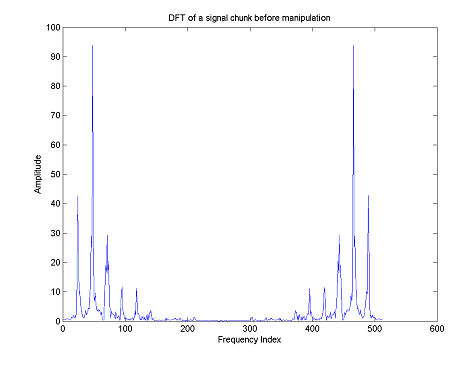 DFT of a signal chunk before manipulation
100
90
80
70
60
50
40
30
20
10
0
Amplitude
0 100 200 300 400 500 600
Frequency Index